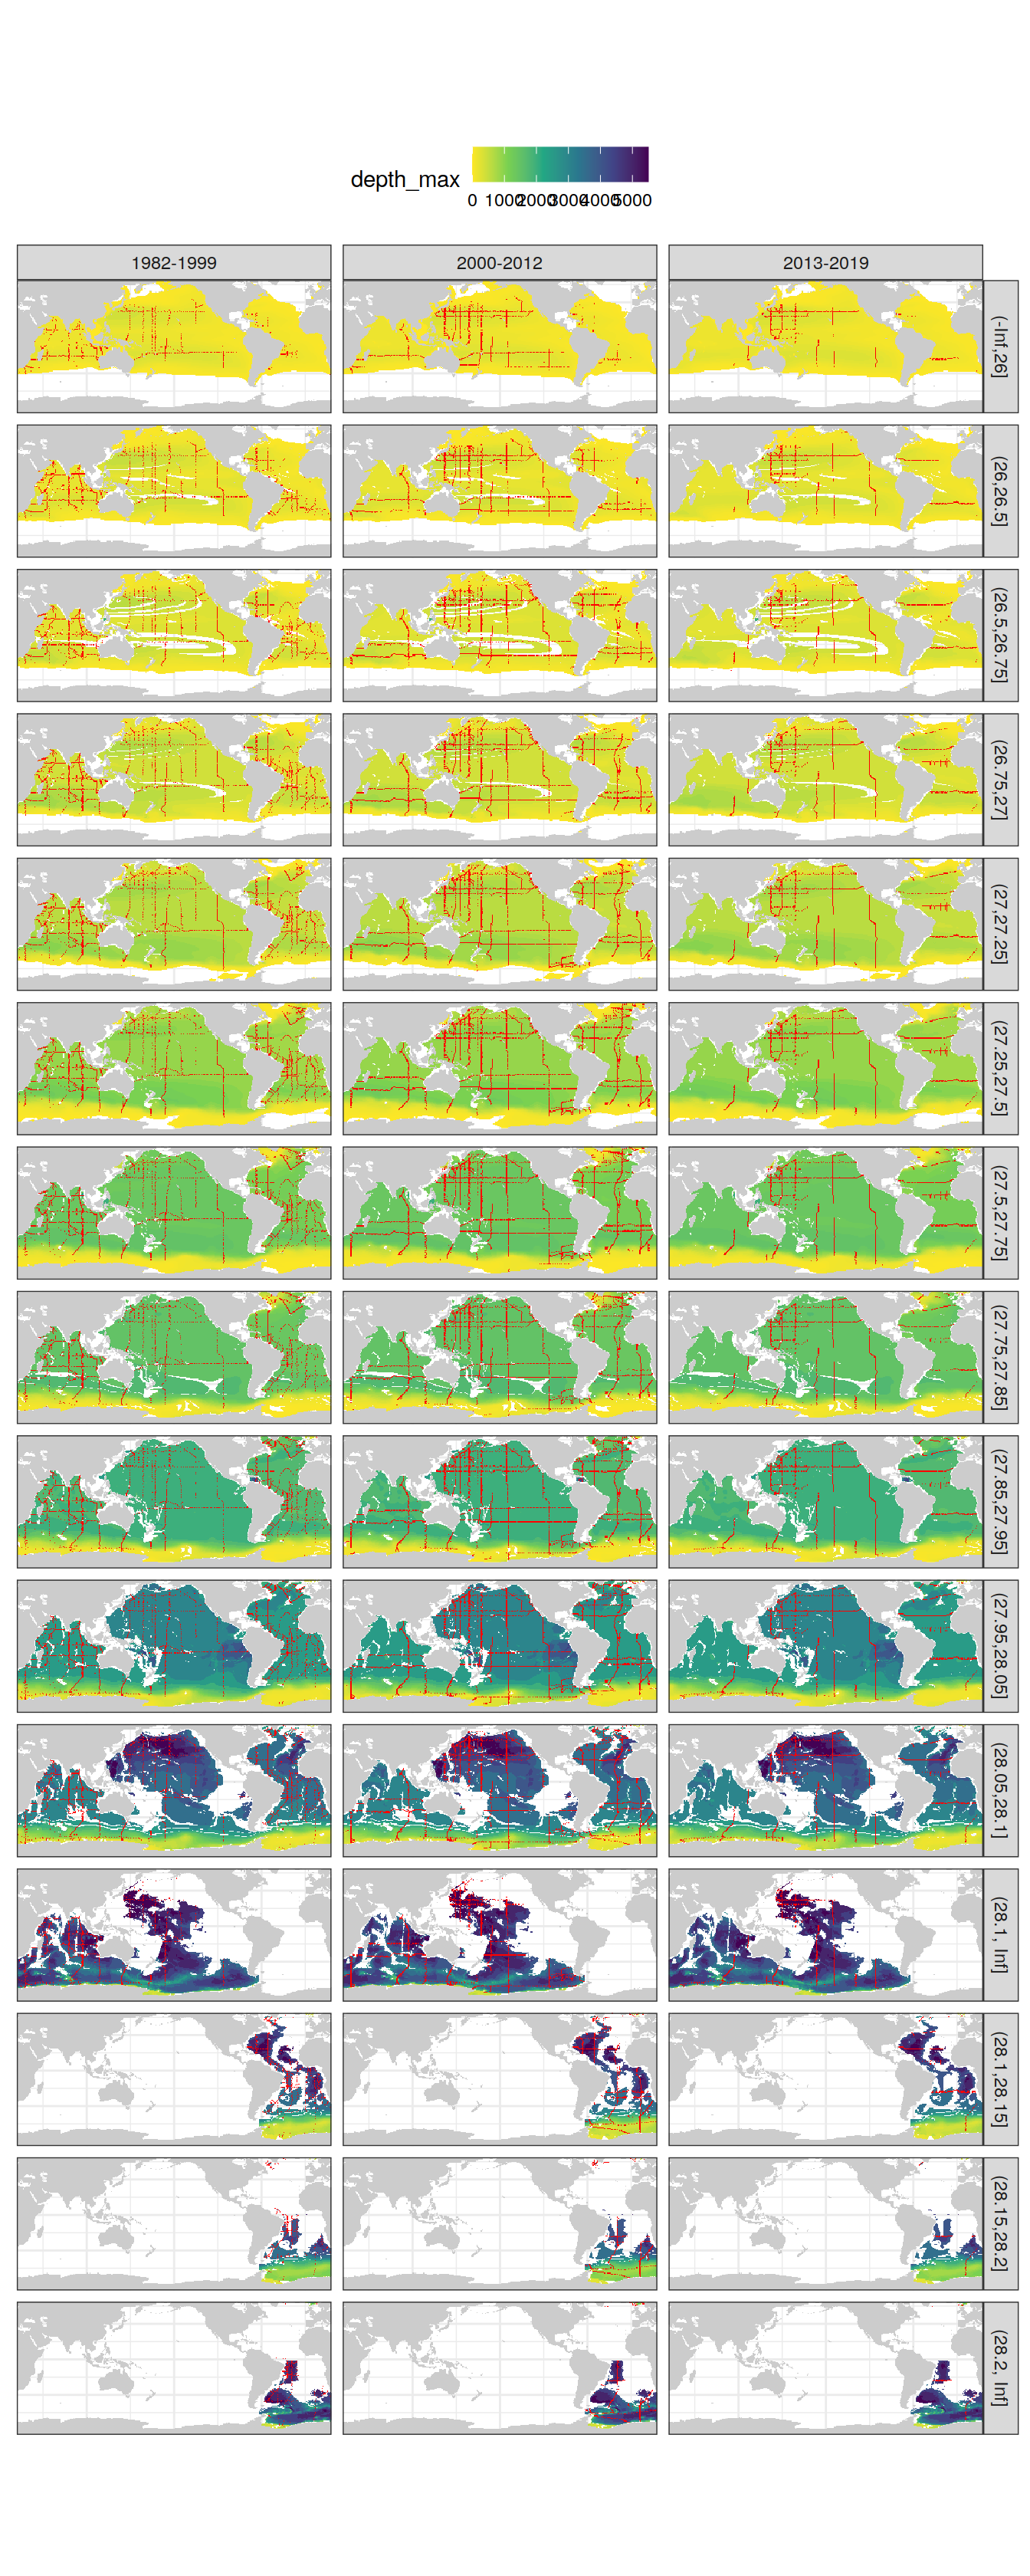 depth_max
0 1000 2000 3000 4000 5000
1982-1999 2000-2012 2013-2019
(-Inf,26]
(26,26.5]
(26.5,26.75]
(26.75,27]
(27,27.25]
(27.25,27.5]
(27.5,27.75]
(27.75,27.85]
(27.85,27.95]
(27.95,28.05]
(28.05,28.1]
(28.1, Inf]
(28.1,28.15]
(28.15,28.2]
(28.2, Inf]